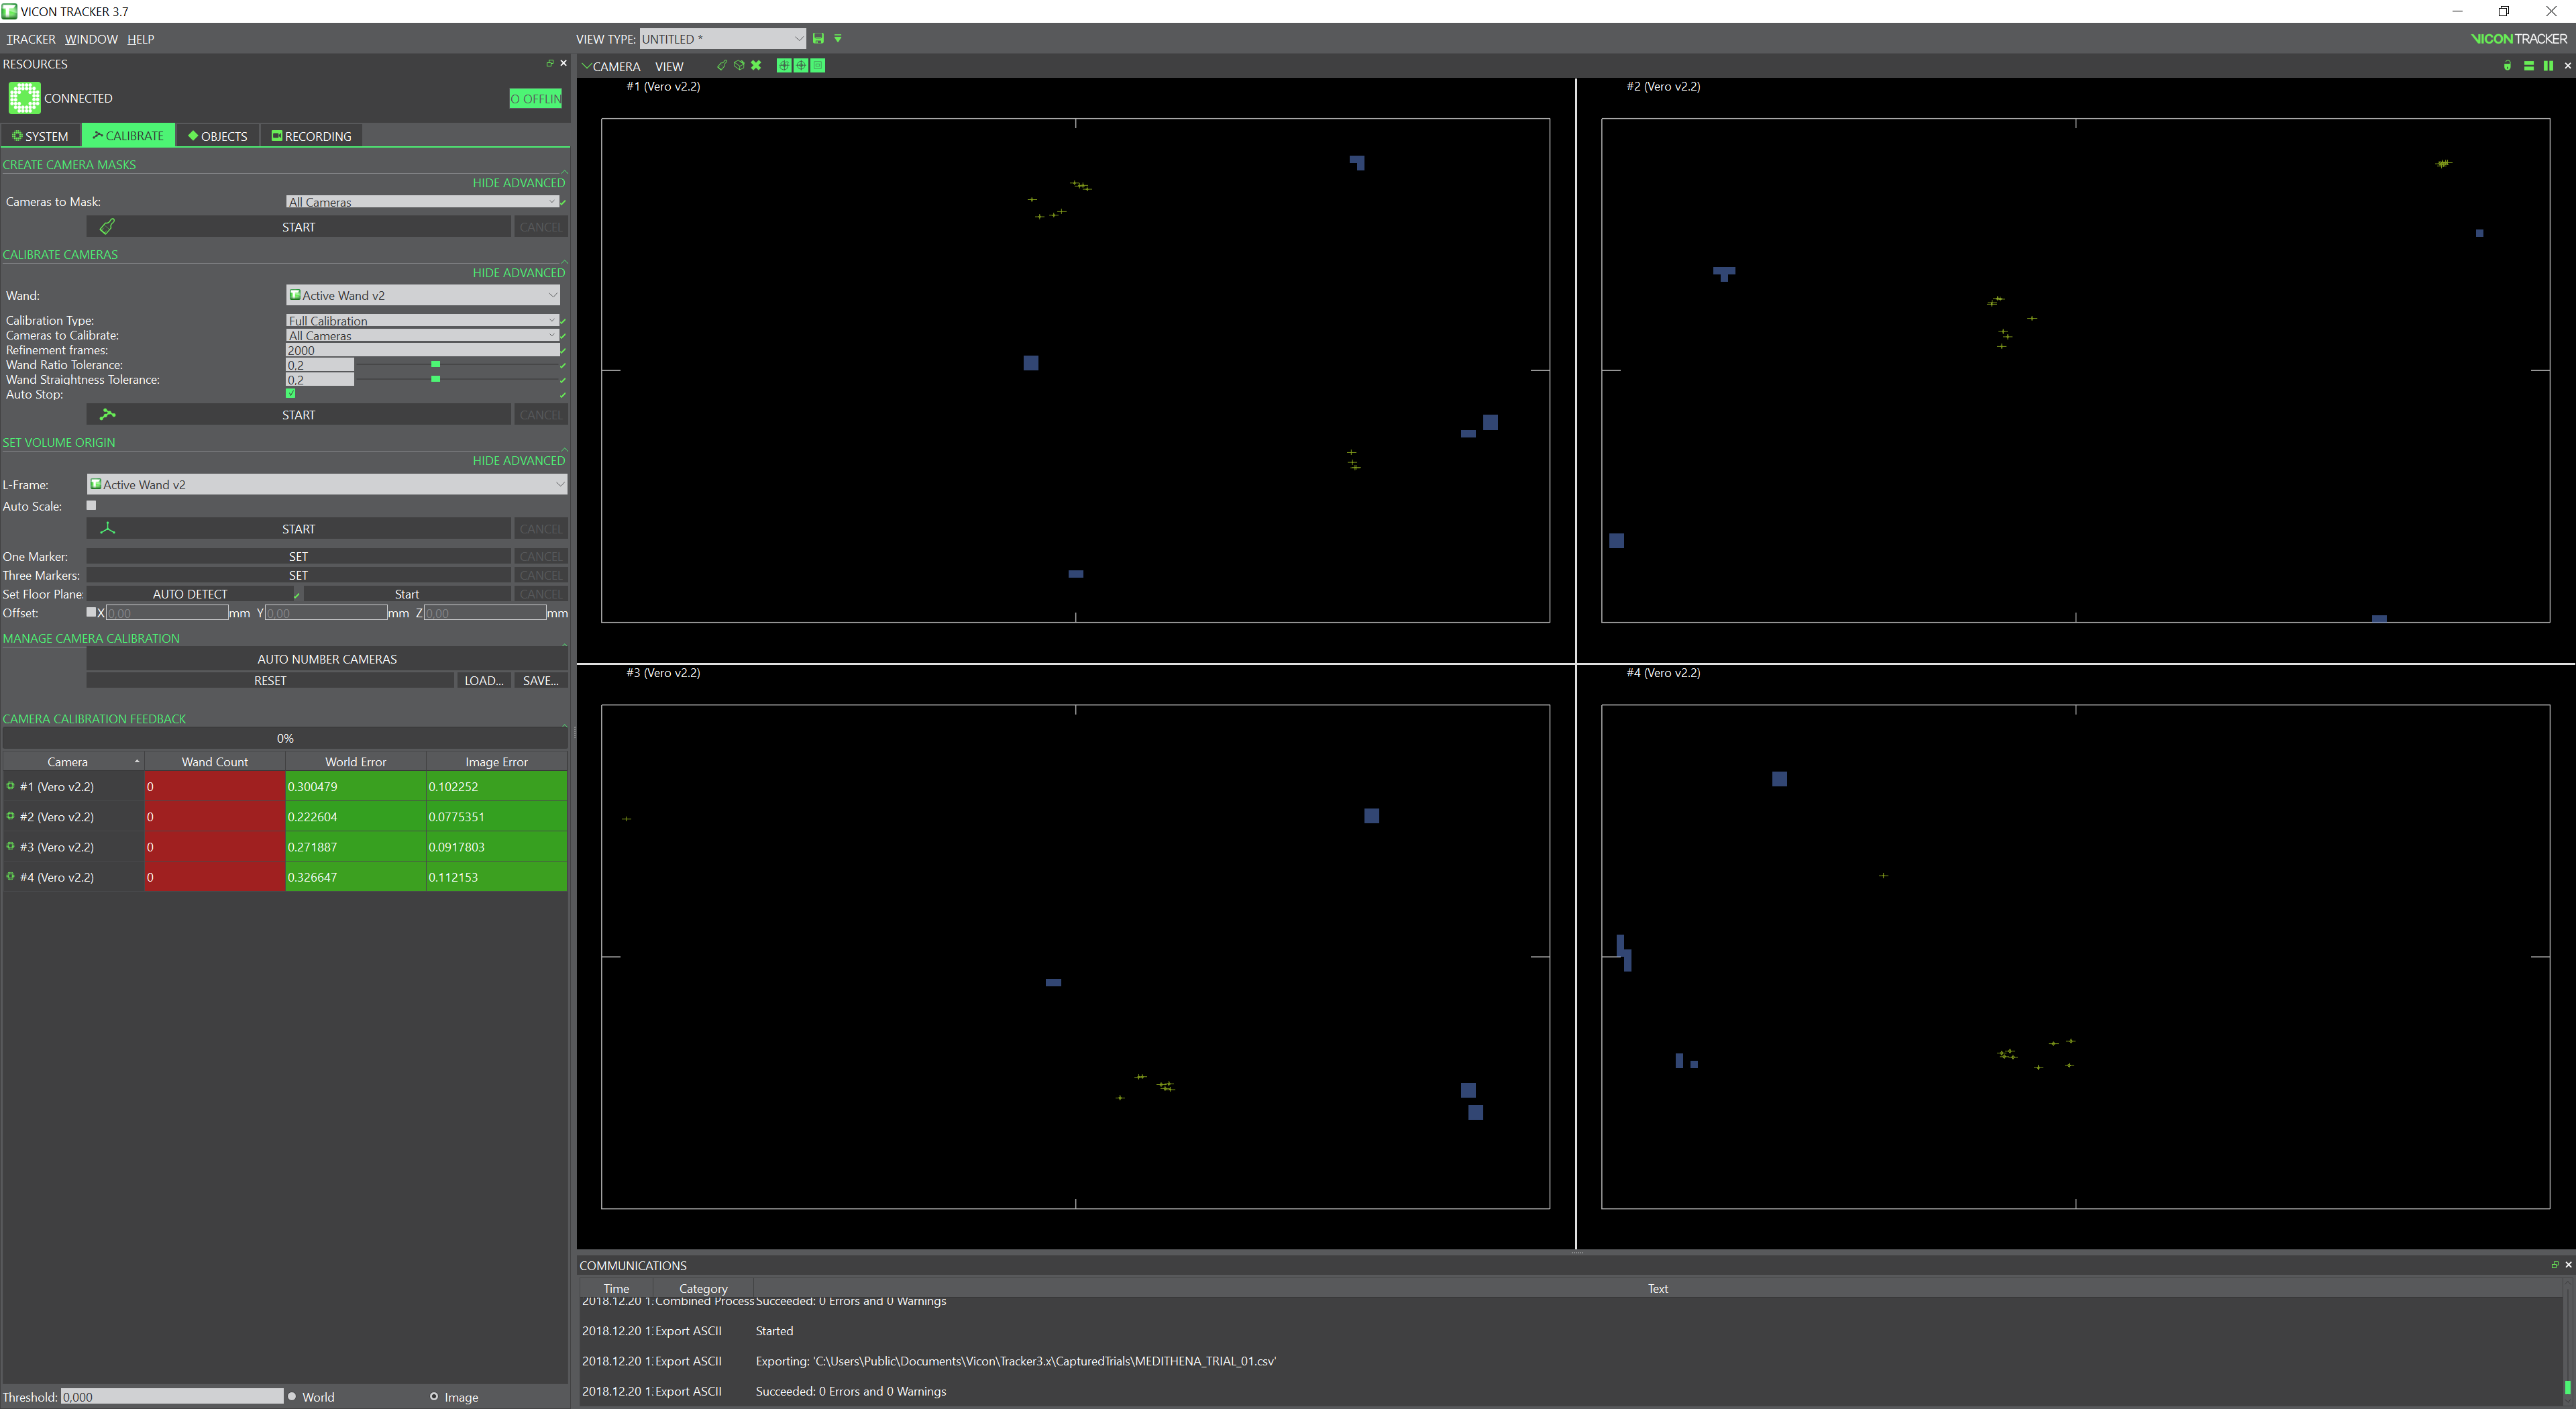 VICON TRACKER 3.7
TRACKER WINDOW HELP
VIEW TYPE: UNTITLED *
VICON TRACKER
RESOURCES
CONNECTED
O OFFLIN
SYSTEM CALIBRATE OBJECTS RECORDING
CREATE CAMERA MASKS
HIDE ADVANCED
Cameras to Mask: All Cameras
START CANCEL
CALIBRATE CAMERAS
HIDE ADVANCED
Wand: Active Wand v2
Calibration Type: Full Calibration
Cameras to Calibrate: All Cameras
Refinement frames: 2000
Wand Ratio Tolerance: 0,2
Wand Straightness Tolerance: 0,2
Auto Stop:
START CANCEL
SET VOLUME ORIGIN
HIDE ADVANCED
L-Frame: Active Wand v2
Auto Scale:
START CANCEL
One Marker: SET CANCEL
Three Markers: SET CANCEL
Set Floor Plane: AUTO DETECT Start CANCEL
Offset: X 0,00 mm Y 0,00 mm Z 0,00 mm
MANAGE CAMERA CALIBRATION
AUTO NUMBER CAMERAS
RESET LOAD... SAVE...
CAMERA CALIBRATION FEEDBACK
0%
Camera Wand Count World Error Image Error
#1 (Vero v2.2) 0 0.300479 0.102252
#2 (Vero v2.2) 0 0.222604 0.0775351
#3 (Vero v2.2) 0 0.271887 0.0917803
#4 (Vero v2.2) 0 0.326647 0.112153
Threshold: 0,000 World Image
CAMERA VIEW
#1 (Vero v2.2)
#2 (Vero v2.2)
#3 (Vero v2.2)
#4 (Vero v2.2)
COMMUNICATIONS
Time Category Text
2018.12.20 1: Combined Process Succeeded: 0 Errors and 0 Warnings
2018.12.20 1: Export ASCII Started
2018.12.20 1: Export ASCII Exporting: 'C:\Users\Public\Documents\Vicon\Tracker3.x\CapturedTrials\MEDITHENA_TRIAL_01.csv'
2018.12.20 1: Export ASCII Succeeded: 0 Errors and 0 Warnings